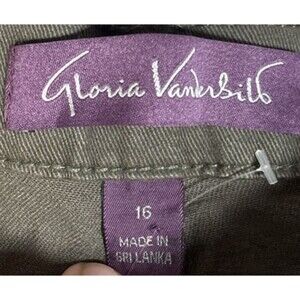 Gloria Vanderbilt
16
MADE IN
SRI LANKA